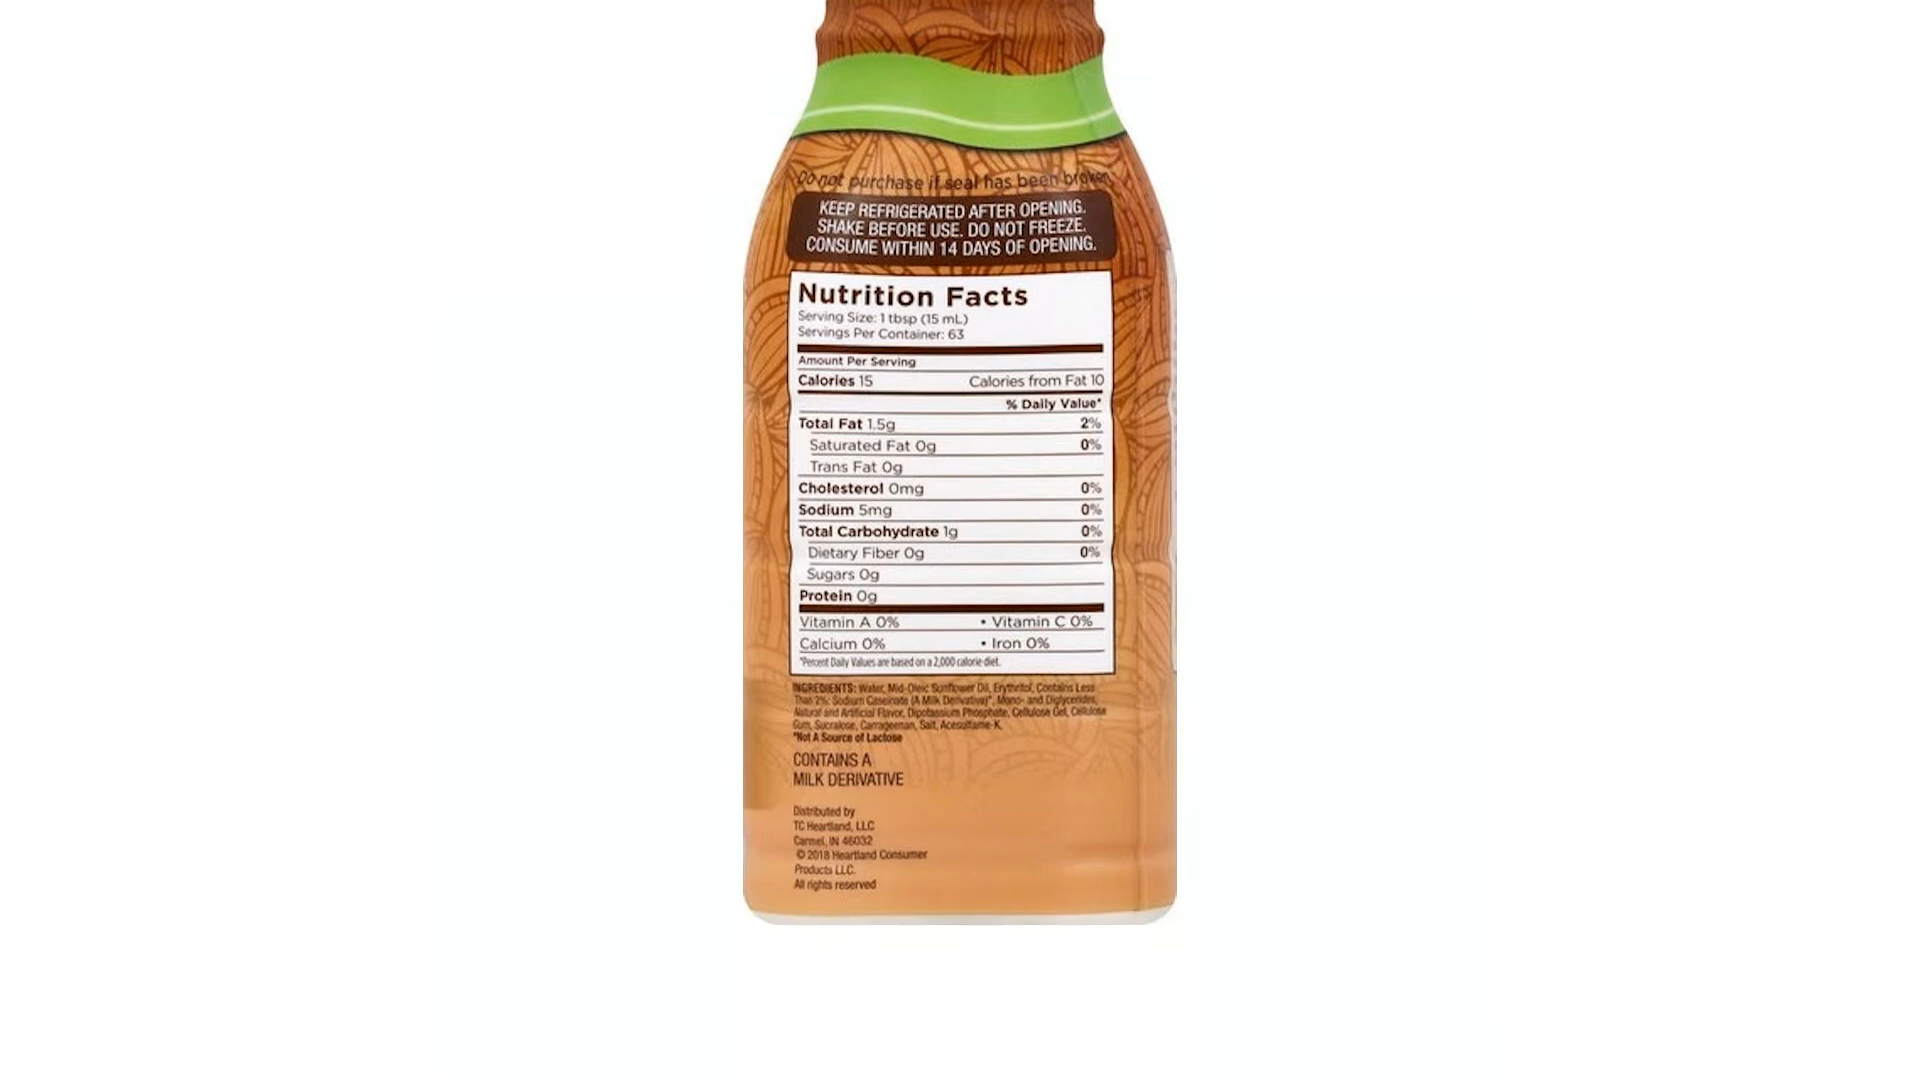 Do not purchase if seal has been broken.
KEEP REFRIGERATED AFTER OPENING.
SHAKE BEFORE USE. DO NOT FREEZE.
CONSUME WITHIN 14 DAYS OF OPENING.
Nutrition Facts
Serving Size: 1 tbsp (15 mL)
Servings Per Container: 63
Amount Per Serving
Calories 15 Calories from Fat 10
% Daily Value*
Total Fat 1.5g 2%
Saturated Fat 0g 0%
Trans Fat 0g
Cholesterol 0mg 0%
Sodium 5mg 0%
Total Carbohydrate 1g 0%
Dietary Fiber 0g 0%
Sugars 0g
Protein 0g
Vitamin A 0% • Vitamin C 0%
Calcium 0% • Iron 0%
*Percent Daily Values are based on a 2,000 calorie diet.
INGREDIENTS: Water, Mid-Oleic Sunflower Oil, Erythritol, Contains Less
Than 2%: Sodium Caseinate (A Milk Derivative)*, Mono- and Diglycerides,
Natural and Artificial Flavor, Dipotassium Phosphate, Cellulose Gel, Cellulose
Gum, Sucralose, Carrageenan, Salt, Acesulfame-K.
*Not A Source of Lactose
CONTAINS A
MILK DERIVATIVE
Distributed by
TC Heartland, LLC
Carmel, IN 46032
© 2018 Heartland Consumer
Products LLC.
All rights reserved